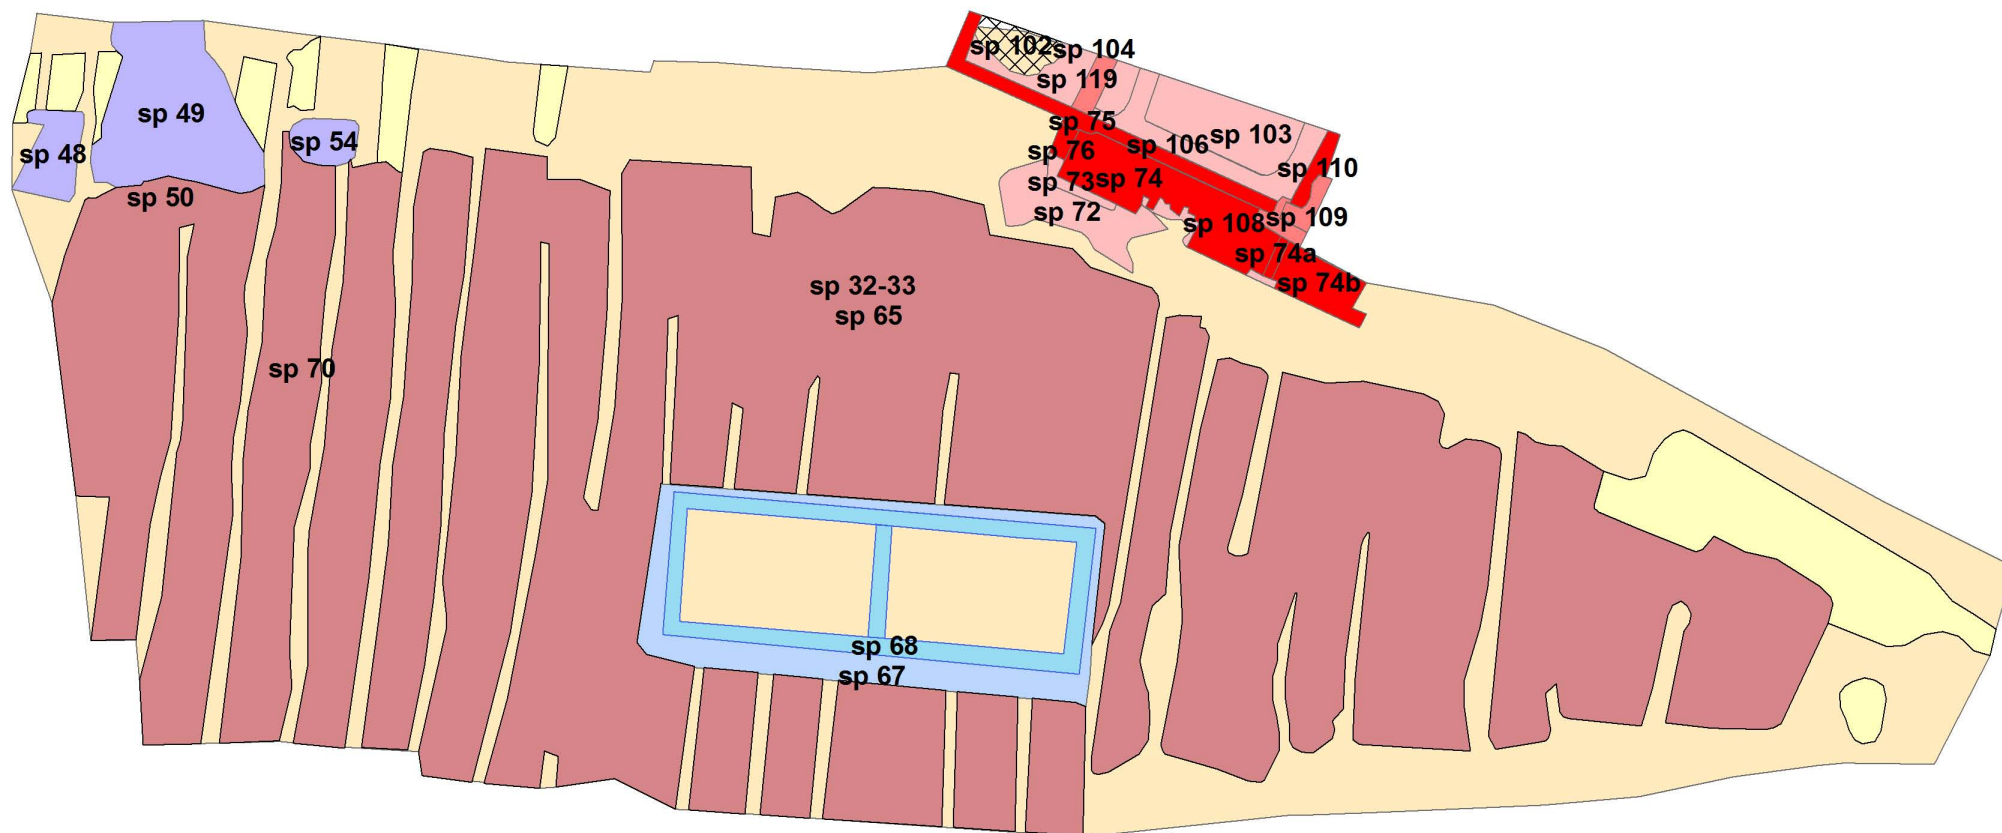 sp 102
sp 104
sp 119
sp 49
sp 75
sp 103
sp 54
sp 106
sp 76
sp 48
sp 110
sp 73
sp 74
sp 50
sp 72
sp 109
sp 108
sp 74a
sp 74b
sp 32-33
sp 65
sp 70
sp 68
sp 67